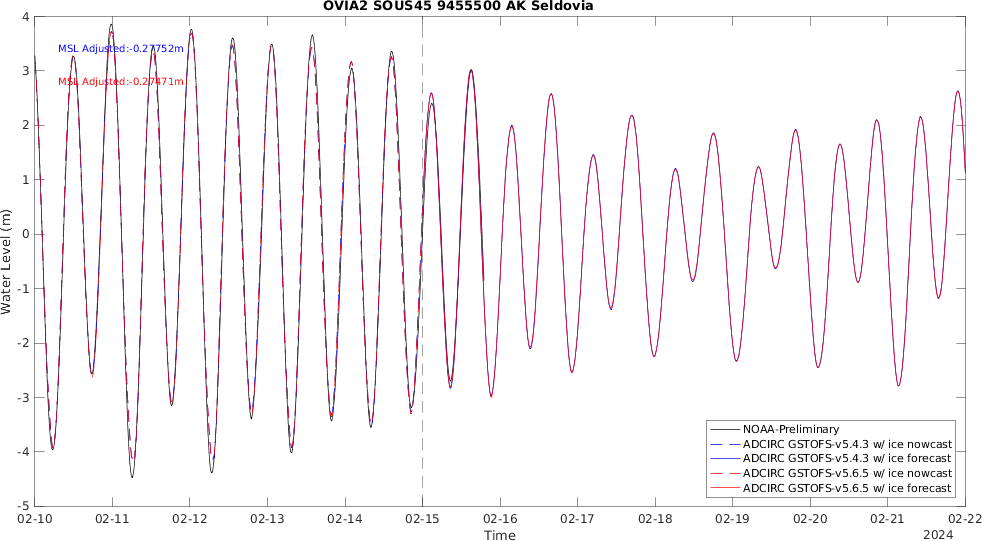 OVIA2 SOUS45 9455500 AK Seldovia
MSL Adjusted:-0.27752m
MSL Adjusted:-0.27471m
Water Level (m)
4
3
2
1
0
-1
-2
-3
-4
-5
NOAA-Preliminary
ADCIRC GSTOFS-v5.4.3 w/ ice nowcast
ADCIRC GSTOFS-v5.4.3 w/ ice forecast
ADCIRC GSTOFS-v5.6.5 w/ ice nowcast
ADCIRC GSTOFS-v5.6.5 w/ ice forecast
02-10 02-11 02-12 02-13 02-14 02-15 02-16 02-17 02-18 02-19 02-20 02-21 02-22
Time
2024